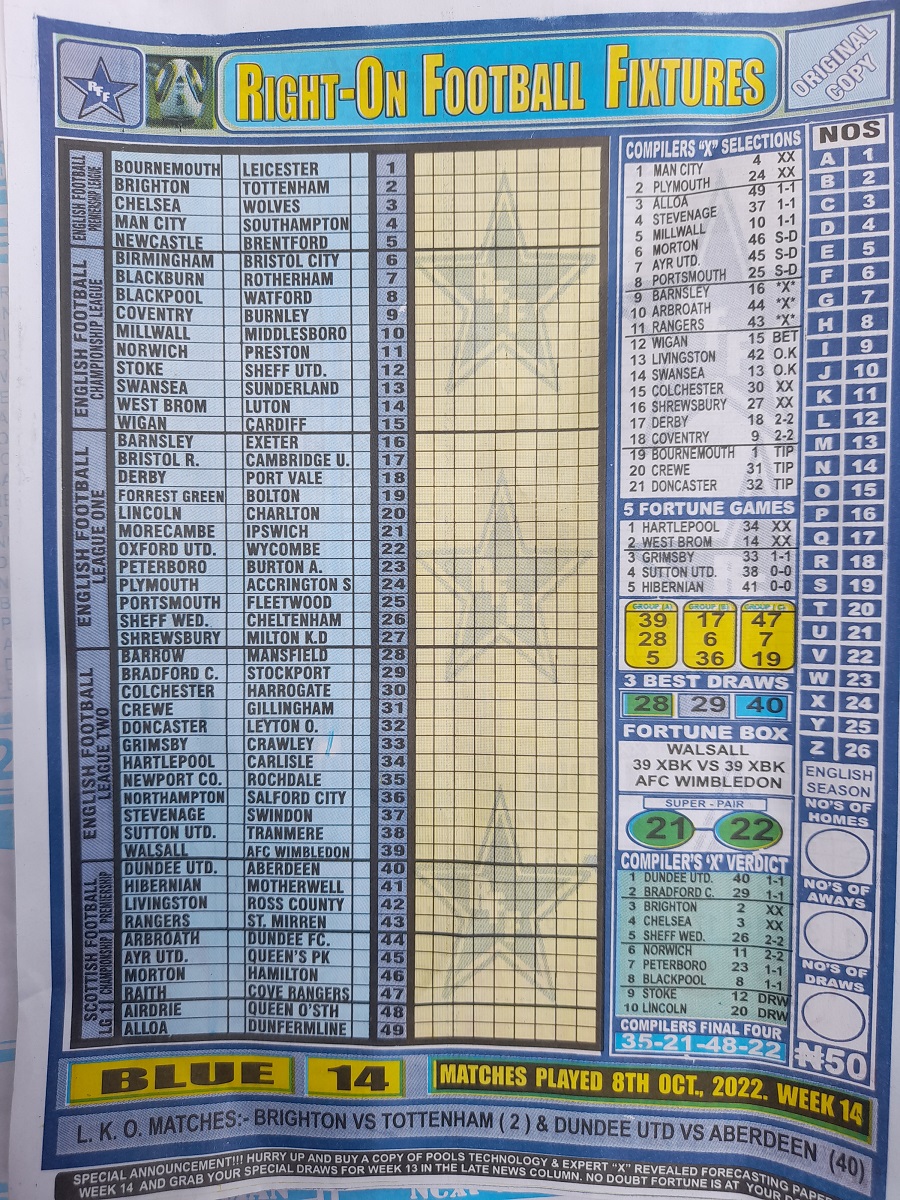 RFF
RIGHT-ON FOOTBALL FIXTURES
ORIGINAL COPY
ENGLISH FOOTBALL PREMIERSHIP LEAGUE
BOURNEMOUTH LEICESTER 1
BRIGHTON TOTTENHAM 2
CHELSEA WOLVES 3
MAN CITY SOUTHAMPTON 4
NEWCASTLE BRENTFORD 5
ENGLISH FOOTBALL CHAMPIONSHIP LEAGUE
BIRMINGHAM BRISTOL CITY 6
BLACKBURN ROTHERHAM 7
BLACKPOOL WATFORD 8
COVENTRY BURNLEY 9
MILLWALL MIDDLESBORO 10
NORWICH PRESTON 11
STOKE SHEFF UTD. 12
SWANSEA SUNDERLAND 13
WEST BROM LUTON 14
WIGAN CARDIFF 15
ENGLISH FOOTBALL LEAGUE ONE
BARNSLEY EXETER 16
BRISTOL R. CAMBRIDGE U. 17
DERBY PORT VALE 18
FORREST GREEN BOLTON 19
LINCOLN CHARLTON 20
MORECAMBE IPSWICH 21
OXFORD UTD. WYCOMBE 22
PETERBORO BURTON A. 23
PLYMOUTH ACCRINGTON S 24
PORTSMOUTH FLEETWOOD 25
SHEFF WED. CHELTENHAM 26
SHREWSBURY MILTON K.D 27
ENGLISH FOOTBALL LEAGUE TWO
BARROW MANSFIELD 28
BRADFORD C. STOCKPORT 29
COLCHESTER HARROGATE 30
CREWE GILLINGHAM 31
DONCASTER LEYTON O. 32
GRIMSBY CRAWLEY 33
HARTLEPOOL CARLISLE 34
NEWPORT CO. ROCHDALE 35
NORTHAMPTON SALFORD CITY 36
STEVENAGE SWINDON 37
SUTTON UTD. TRANMERE 38
WALSALL AFC WIMBLEDON 39
SCOTTISH FOOTBALL
LG 1 CHAMPIONSHIP PREMIERSHIP
DUNDEE UTD. ABERDEEN 40
HIBERNIAN MOTHERWELL 41
LIVINGSTON ROSS COUNTY 42
RANGERS ST. MIRREN 43
ARBROATH DUNDEE FC. 44
AYR UTD. QUEEN'S PK 45
MORTON HAMILTON 46
RAITH COVE RANGERS 47
AIRDRIE QUEEN O'STH 48
ALLOA DUNFERMLINE 49
COMPILERS "X" SELECTIONS
1 MAN CITY 4 XX
2 PLYMOUTH 24 XX
3 ALLOA 49 1-1
4 STEVENAGE 37 1-1
5 MILLWALL 10 1-1
6 MORTON 46 S-D
7 AYR UTD. 45 S-D
8 PORTSMOUTH 25 S-D
9 BARNSLEY 16 *X*
10 ARBROATH 44 *X*
11 RANGERS 43 *X*
12 WIGAN 15 BET
13 LIVINGSTON 42 O.K
14 SWANSEA 13 O.K
15 COLCHESTER 30 XX
16 SHREWSBURY 27 XX
17 DERBY 18 2-2
18 COVENTRY 9 2-2
19 BOURNEMOUTH 1 TIP
20 CREWE 31 TIP
21 DONCASTER 32 TIP
5 FORTUNE GAMES
1 HARTLEPOOL 34 XX
2 WEST BROM 14 XX
3 GRIMSBY 33 1-1
4 SUTTON UTD. 38 0-0
5 HIBERNIAN 41 0-0
GROUP (A) GROUP (B) GROUP (C)
39 17 47
28 6 7
5 36 19
3 BEST DRAWS
28 29 40
FORTUNE BOX
WALSALL
39 XBK VS 39 XBK
AFC WIMBLEDON
SUPER - PAIR
21 - 22
COMPILER'S 'X' VERDICT
1 DUNDEE UTD. 40 1-1
2 BRADFORD C. 29 1-1
3 BRIGHTON 2 XX
4 CHELSEA 3 XX
5 SHEFF WED. 26 2-2
6 NORWICH 11 2-2
7 PETERBORO 23 1-1
8 BLACKPOOL 8 1-1
9 STOKE 12 DRW
10 LINCOLN 20 DRW
COMPILERS FINAL FOUR
35-21-48-22
NOS
A 1
B 2
C 3
D 4
E 5
F 6
G 7
H 8
I 9
J 10
K 11
L 12
M 13
N 14
O 15
P 16
Q 17
R 18
S 19
T 20
U 21
V 22
W 23
X 24
Y 25
Z 26
ENGLISH SEASON
NO'S OF HOMES
NO'S OF AWAYS
NO'S OF DRAWS
₦50
BLUE 14 MATCHES PLAYED 8TH OCT., 2022. WEEK 14
L. K. O. MATCHES:- BRIGHTON VS TOTTENHAM ( 2 ) & DUNDEE UTD VS ABERDEEN (40)
SPECIAL ANNOUNCEMENT!!! HURRY UP AND BUY A COPY OF POOLS TECHNOLOGY & EXPERT "X" REVEALED FORECASTING
WEEK 14 AND GRAB YOUR SPECIAL DRAWS FOR WEEK 13 IN THE LATE NEWS COLUMN. NO DOUBT FORTUNE IS AT YOUR